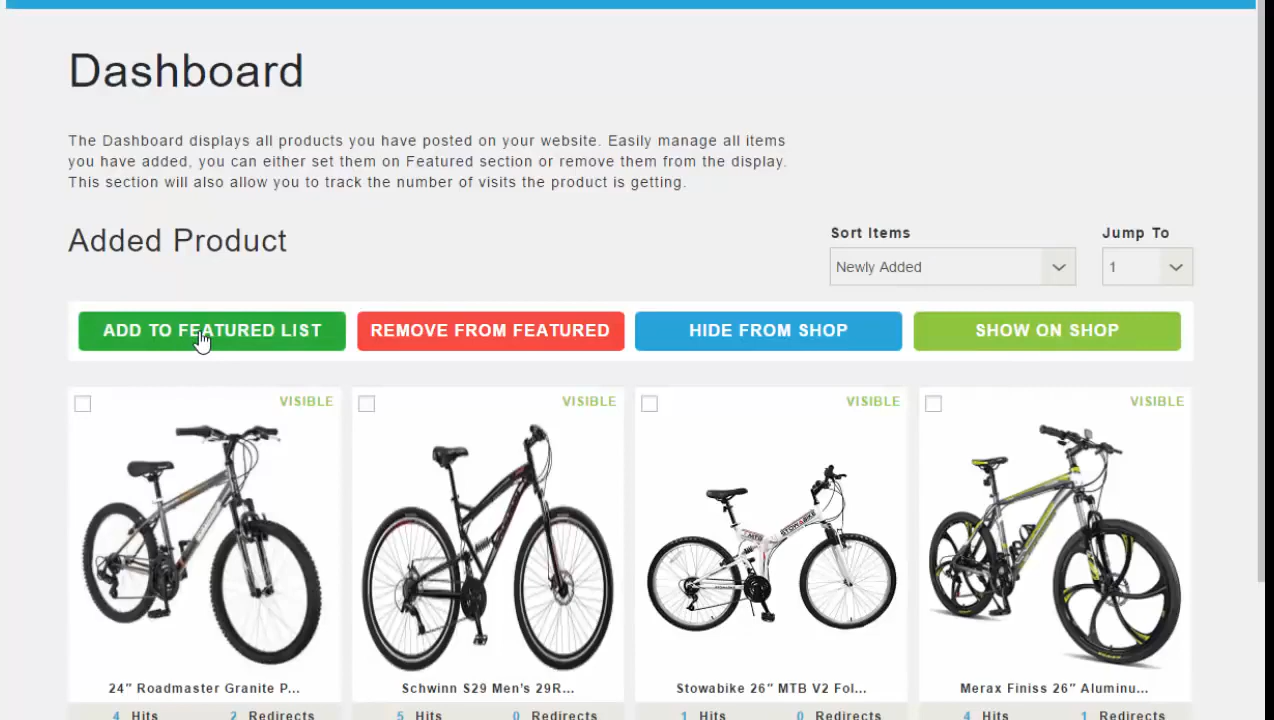 Dashboard
The Dashboard displays all products you have posted on your website. Easily manage all items
you have added, you can either set them on Featured section or remove them from the display.
This section will also allow you to track the number of visits the product is getting.
Added Product
Sort Items
Jump To
Newly Added
1
ADD TO FEATURED LIST
REMOVE FROM FEATURED
HIDE FROM SHOP
SHOW ON SHOP
VISIBLE
VISIBLE
VISIBLE
VISIBLE
STOWABIKE
MTB
24″ Roadmaster Granite P...
Schwinn S29 Men's 29R...
Stowabike 26″ MTB V2 Fol...
Merax Finiss 26″ Aluminu...
4 Hits 2 Redirects
5 Hits 0 Redirects
1 Hits 0 Redirects
4 Hits 1 Redirects